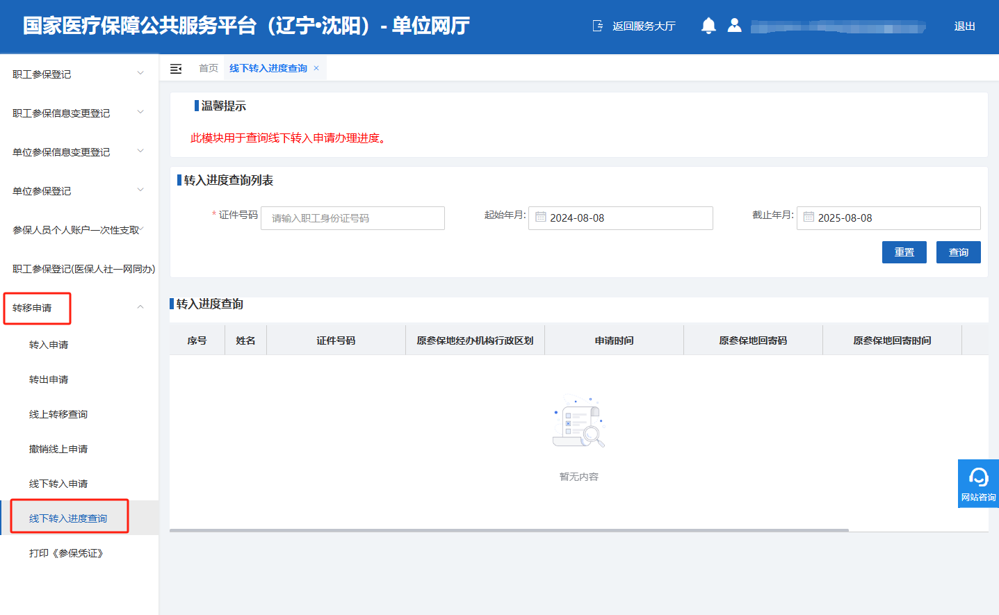 国家医疗保障公共服务平台（辽宁•沈阳）- 单位网厅
返回服务大厅
退出
职工参保登记
职工参保信息变更登记
单位参保信息变更登记
单位参保登记
参保人员个人账户一次性支取
职工参保登记(医保人社一网同办)
转移申请
转入申请
转出申请
线上转移查询
撤销线上申请
线下转入申请
线下转入进度查询
打印《参保凭证》
首页 线下转入进度查询 ×
温馨提示
此模块用于查询线下转入申请办理进度。
转入进度查询列表
* 证件号码 请输入职工身份证号码 起始年月: 2024-08-08 截止年月: 2025-08-08
重置 查询
转入进度查询
序号 姓名 证件号码 原参保地经办机构行政区划 申请时间 原参保地回寄码 原参保地回寄时间
暂无内容
网站咨询